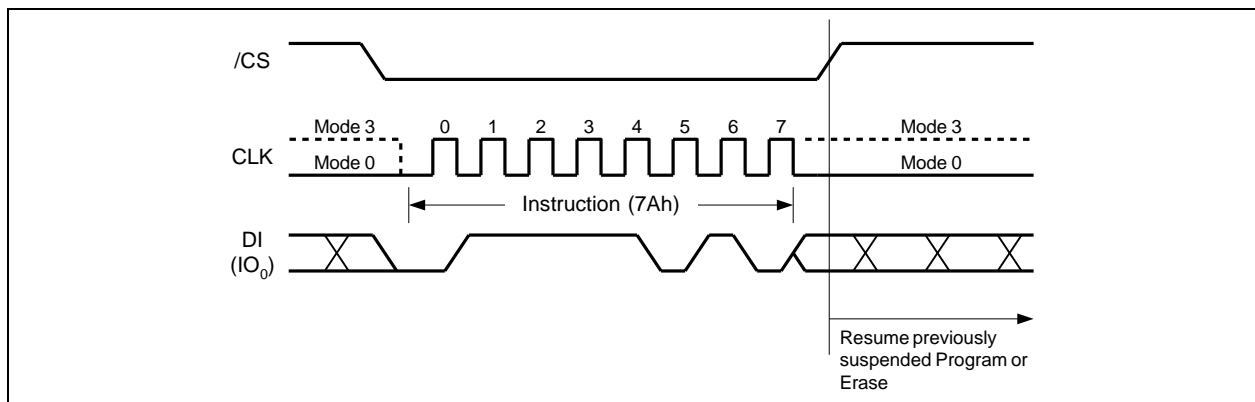 /CS
Mode 3 0 1 2 3 4 5 6 7 Mode 3
CLK
Mode 0 Mode 0
Instruction (7Ah)
DI
(IO0)
Resume previously
suspended Program or
Erase